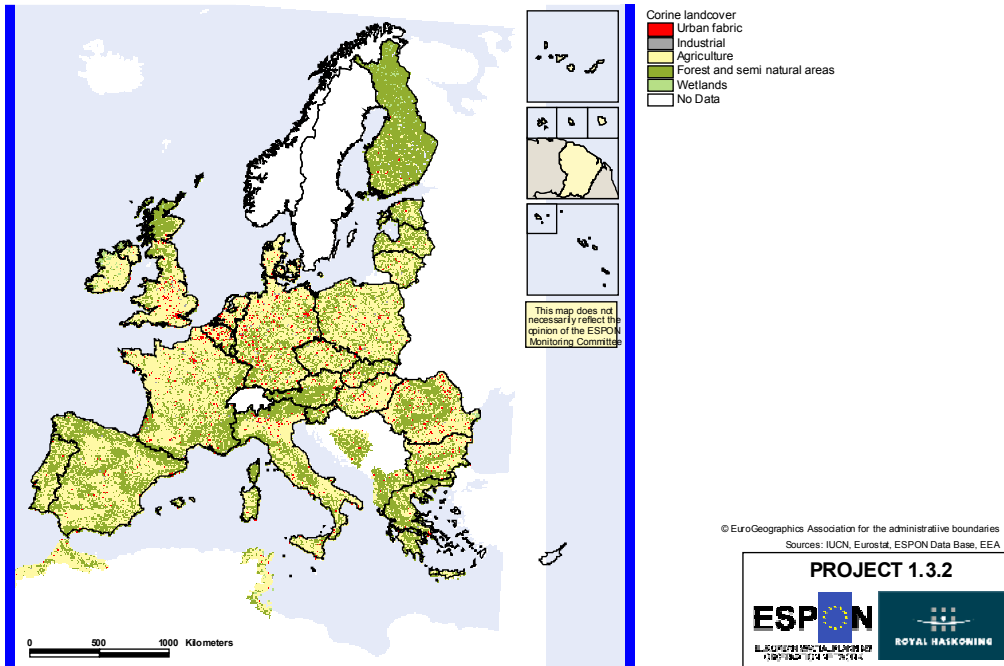 Corine landcover
Urban fabric
Industrial
Agriculture
Forest and semi natural areas
Wetlands
No Data
This map does not
necessarily reflect the
opinion of the ESPON
Monitoring Committee
0 500 1000 Kilometers
© EuroGeographics Association for the administratiive boundaries
Sources: IUCN, Eurostat, ESPON Data Base, EEA
PROJECT 1.3.2
ESPON
ROYAL HASKONING